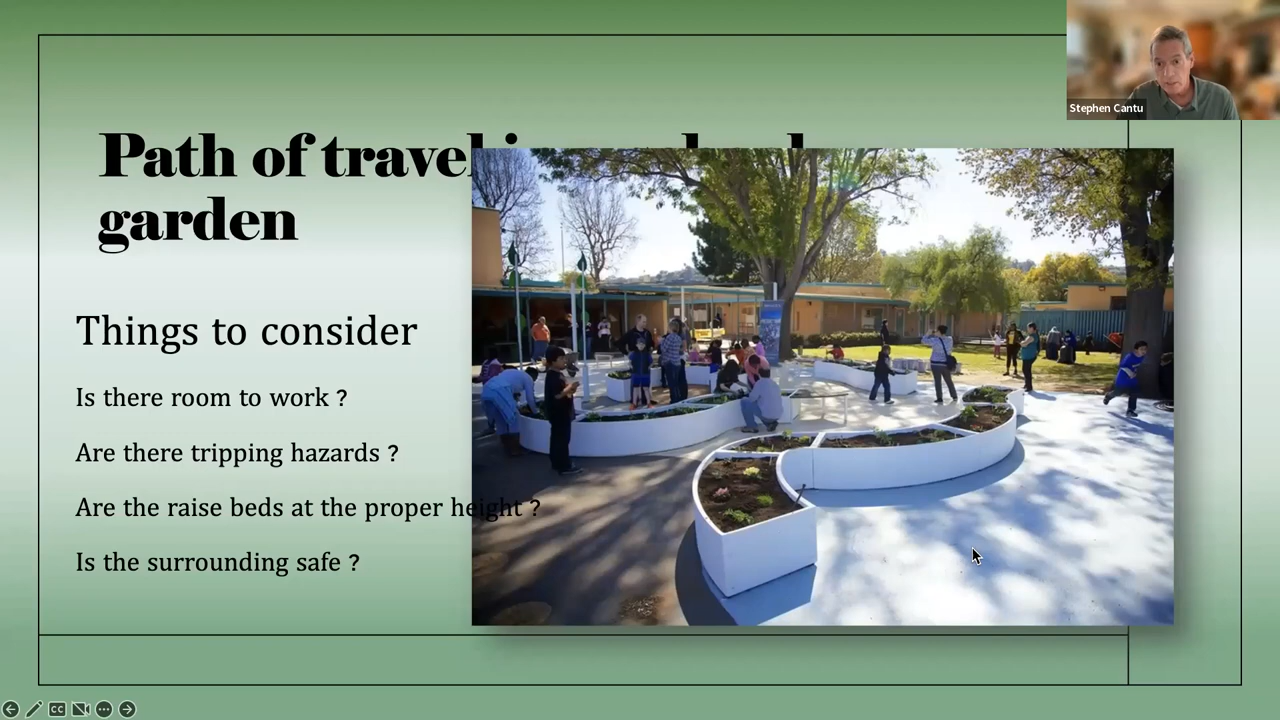 Stephen Cantu
Path of travel
garden
Things to consider
Is there room to work ?
Are there tripping hazards ?
Are the raise beds at the proper height ?
Is the surrounding safe ?
CC